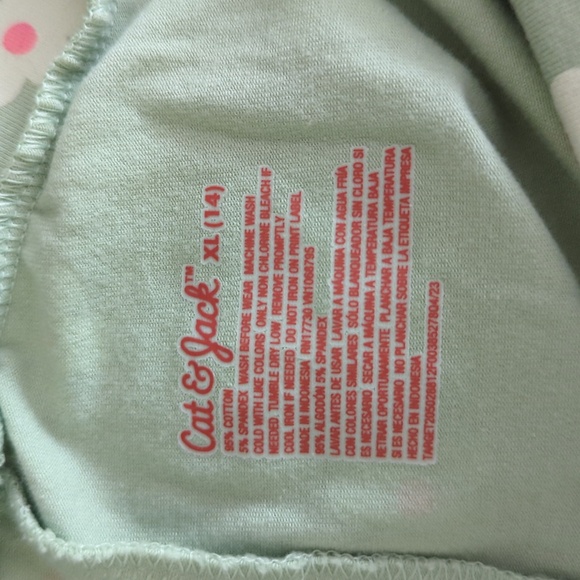 Cat & Jack™ XL (14)
95% COTTON
5% SPANDEX WASH BEFORE WEAR MACHINE WASH
COLD WITH LIKE COLORS ONLY NON CHLORINE BLEACH IF
NEEDED TUMBLE DRY LOW REMOVE PROMPTLY
COOL IRON IF NEEDED DO NOT IRON ON PRINT LABEL
MADE IN INDONESIA
95% ALGODÓN 5% SPANDEX
LAVAR ANTES DE USAR LAVAR A MÁQUINA CON AGUA FRÍA
CON COLORES SIMILARES SÓLO BLANQUEADOR SIN CLORO SI
ES NECESARIO SECAR A MÁQUINA A TEMPERATURA BAJA
RETIRAR OPORTUNAMENTE PLANCHAR A BAJA TEMPERATURA
SI ES NECESARIO NO PLANCHAR SOBRE LA ETIQUETA IMPRESA
HECHO EN INDONESIA